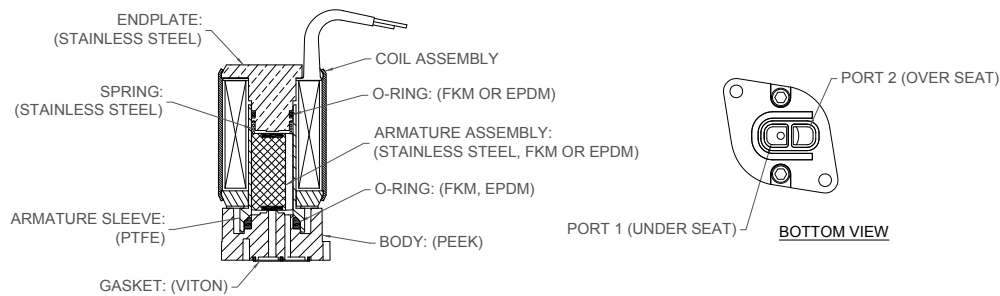 ENDPLATE:
(STAINLESS STEEL)
COIL ASSEMBLY
SPRING:
(STAINLESS STEEL)
O-RING: (FKM OR EPDM)
ARMATURE ASSEMBLY:
(STAINLESS STEEL, FKM OR EPDM)
O-RING: (FKM, EPDM)
ARMATURE SLEEVE:
(PTFE)
BODY: (PEEK)
GASKET: (VITON)
PORT 2 (OVER SEAT)
PORT 1 (UNDER SEAT)
BOTTOM VIEW